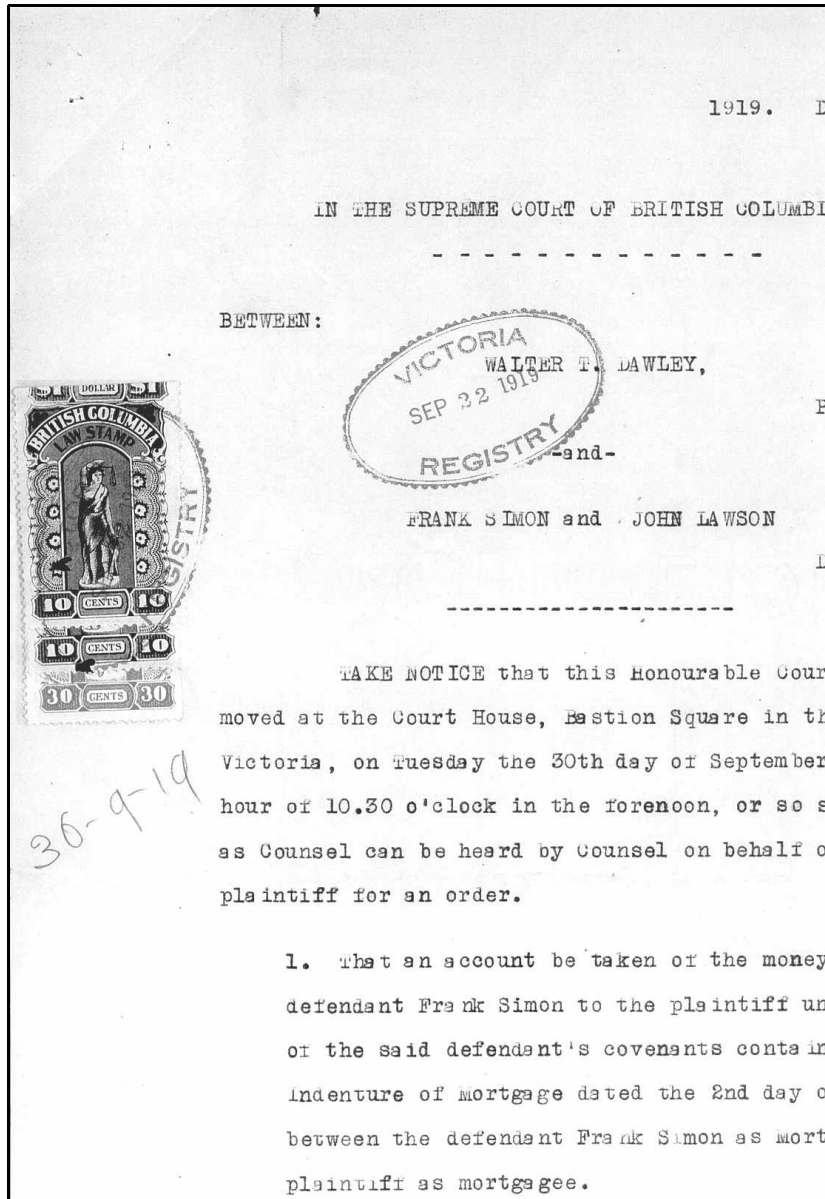 1919.
IN THE SUPREME COURT OF BRITISH COLUMBI
BETWEEN:
VICTORIA
WALTER T. DAWLEY,
SEP 22 1919
REGISTRY
-and-
FRANK SIMON and JOHN LAWSON
$1 DOLLAR $1
BRITISH COLUMBIA
LAW STAMP
GISTRY
10 CENTS 10
10 CENTS 10
30 CENTS 30
30-9-19
TAKE NOTICE that this Honourable Cour
moved at the Court House, Bastion Square in th
Victoria, on Tuesday the 30th day of September
hour of 10.30 o'clock in the forenoon, or so s
as Counsel can be heard by Counsel on behalf o
plaintiff for an order.
1. That an account be taken of the money
defendant Frank Simon to the plaintiff un
of the said defendant's covenants contain
Indenture of Mortgage dated the 2nd day o
between the defendant Frank Simon as Mort
plaintiff as mortgagee.